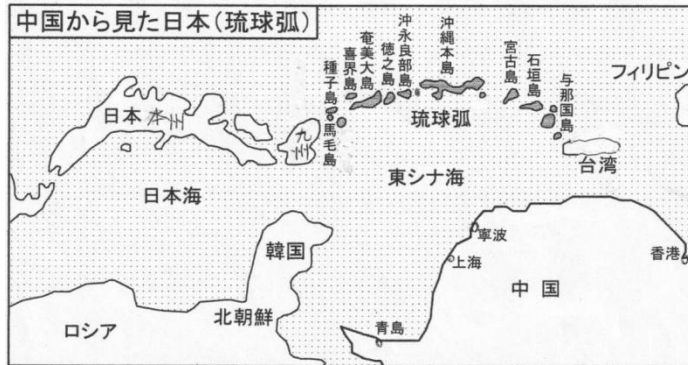 中国から見た日本(琉球弧)
種子島
喜界島
奄美大島
徳之島
沖永良部島
沖縄本島
宮古島
石垣島
与那国島
フィリピン
日本
本州
九州
馬毛島
琉球弧
台湾
日本海
東シナ海
韓国
寧波
上海
香港
中国
北朝鮮
ロシア
青島